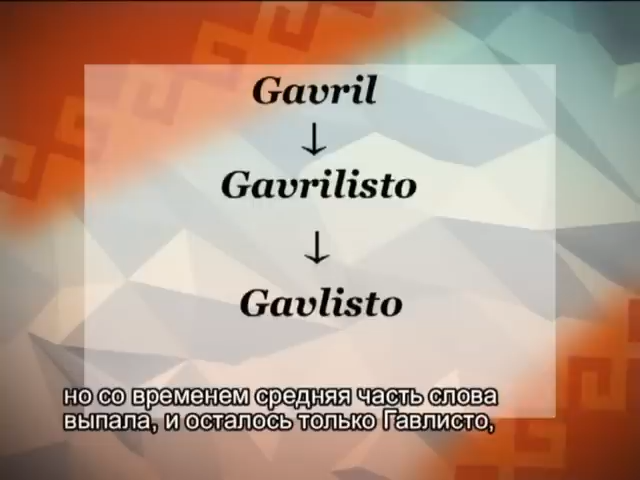 Gavril
↓
Gavrilisto
↓
Gavlisto
но со временем средняя часть слова
выпала, и осталось только Гавлисто,